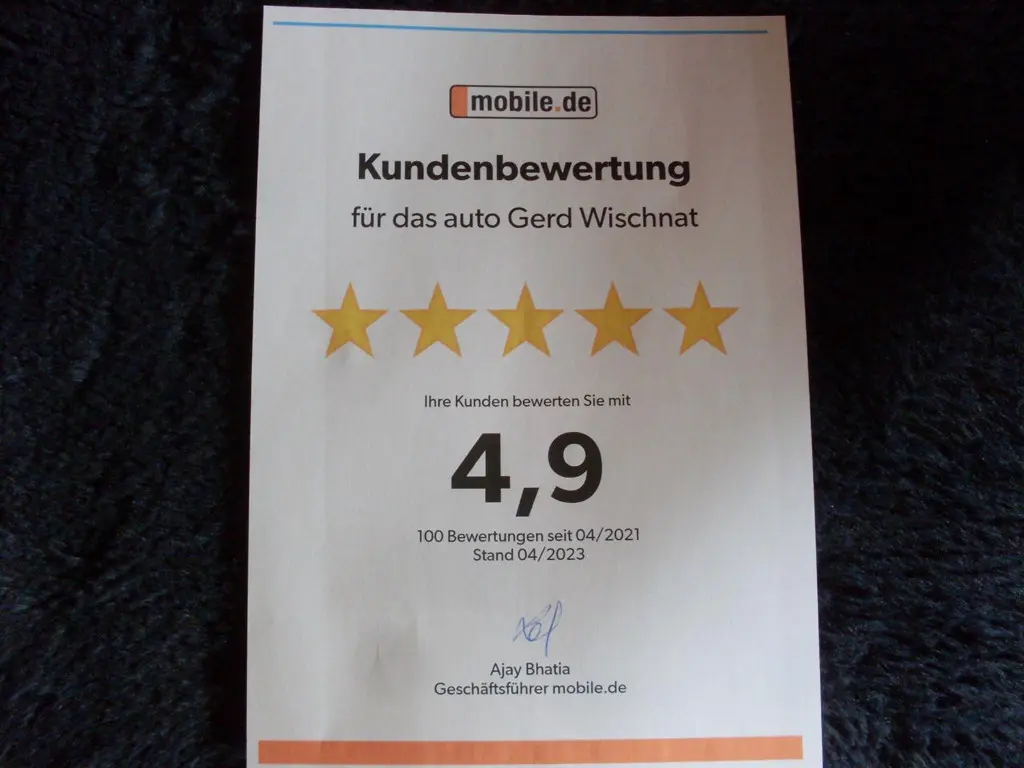 mobile.de
Kundenbewertung
für das auto Gerd Wischnat
Ihre Kunden bewerten Sie mit
4,9
100 Bewertungen seit 04/2021
Stand 04/2023
Ajay Bhatia
Geschäftsführer mobile.de